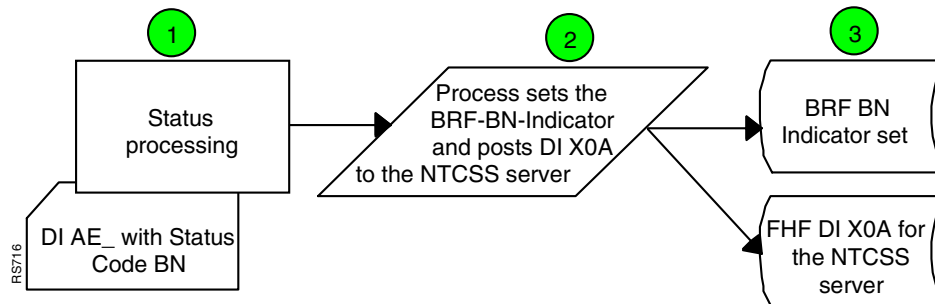 1
2
3
Status
processing
DI AE_ with Status
Code BN
RS716
Process sets the
BRF-BN-Indicator
and posts DI X0A
to the NTCSS server
BRF BN
Indicator set
FHF DI X0A for
the NTCSS
server